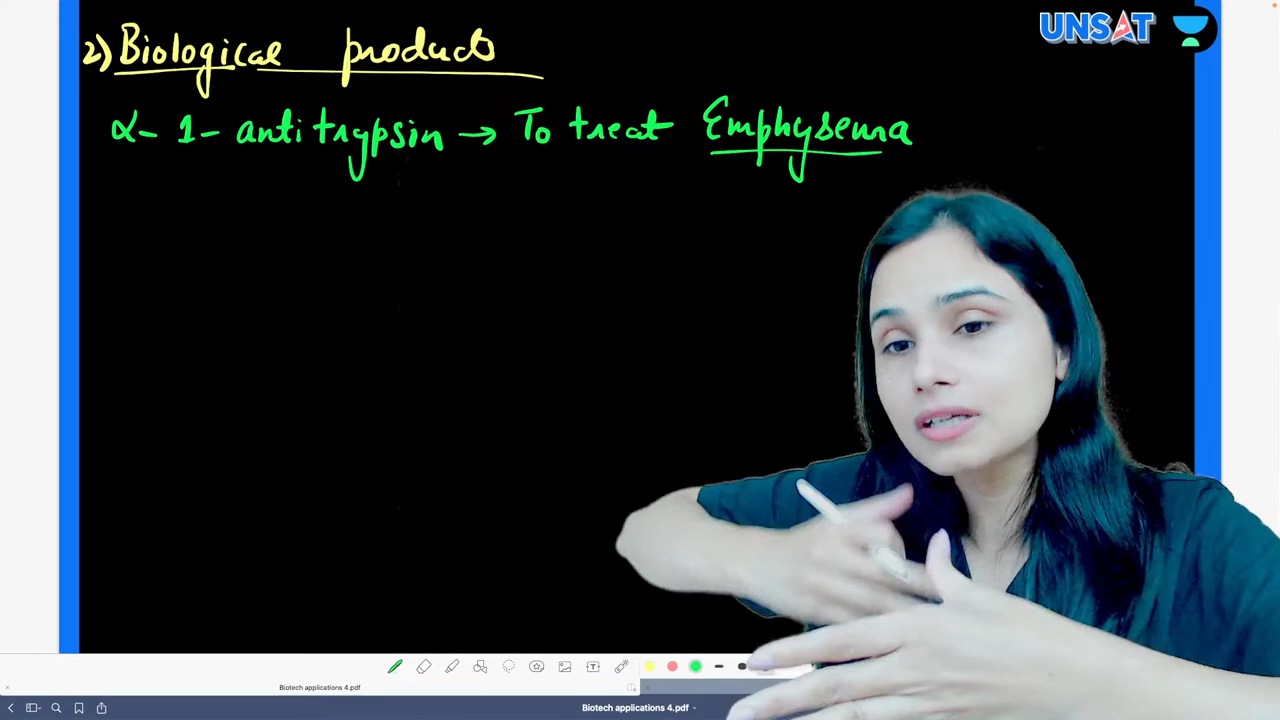 UNSAT
2) Biological products
α-1-antitrypsin → To treat Emphysema
Biotech applications 4.pdf
Biotech applications 4.pdf